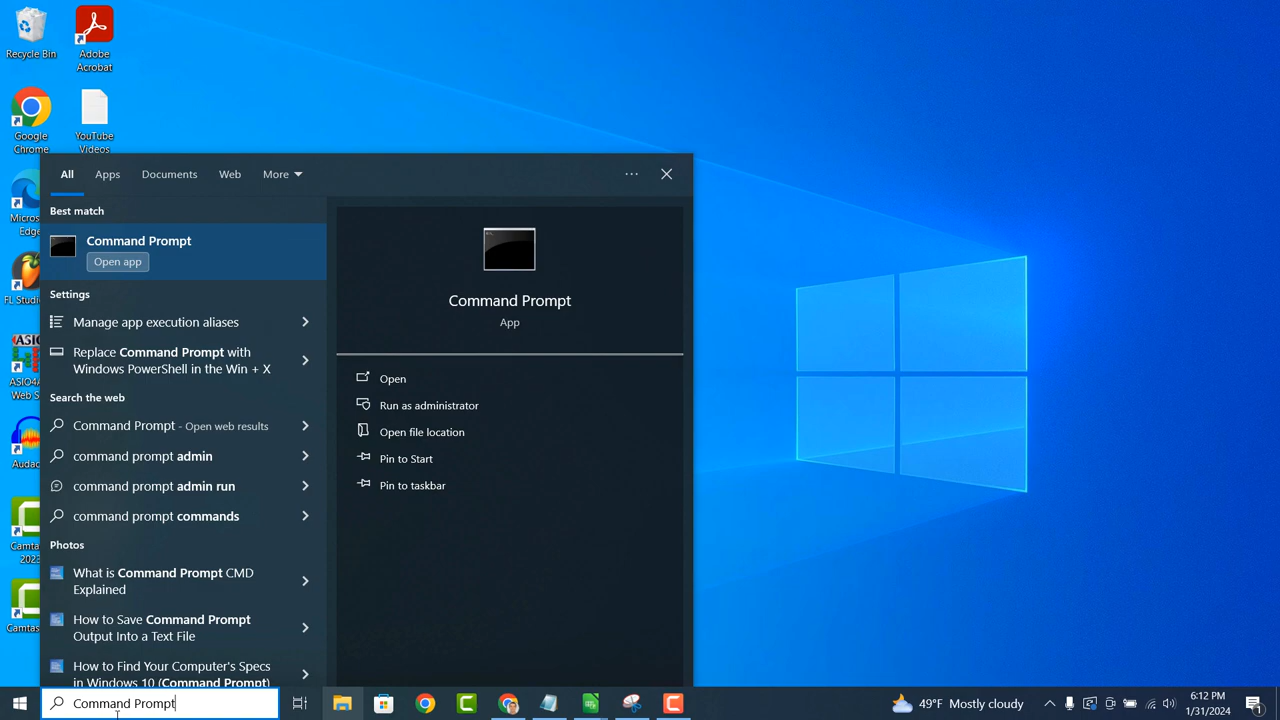 Recycle Bin
Adobe
Acrobat
Google
Chrome
YouTube
Videos
Edge
FL Studi
ASIO4A
Web S
Audac
Camta
202
Camtas
All
Apps
Documents
Web
More
Best match
Command Prompt
Open app
Settings
Manage app execution aliases
Replace Command Prompt with
Windows PowerShell in the Win + X
Search the web
Command Prompt - Open web results
command prompt admin
command prompt admin run
command prompt commands
Photos
What is Command Prompt CMD
Explained
How to Save Command Prompt
Output Into a Text File
How to Find Your Computer's Specs
in Windows 10 (Command Prompt)
Command Prompt
App
Open
Run as administrator
Open file location
Pin to Start
Pin to taskbar
Command Prompt
49°F Mostly cloudy
6:12 PM
1/31/2024
1